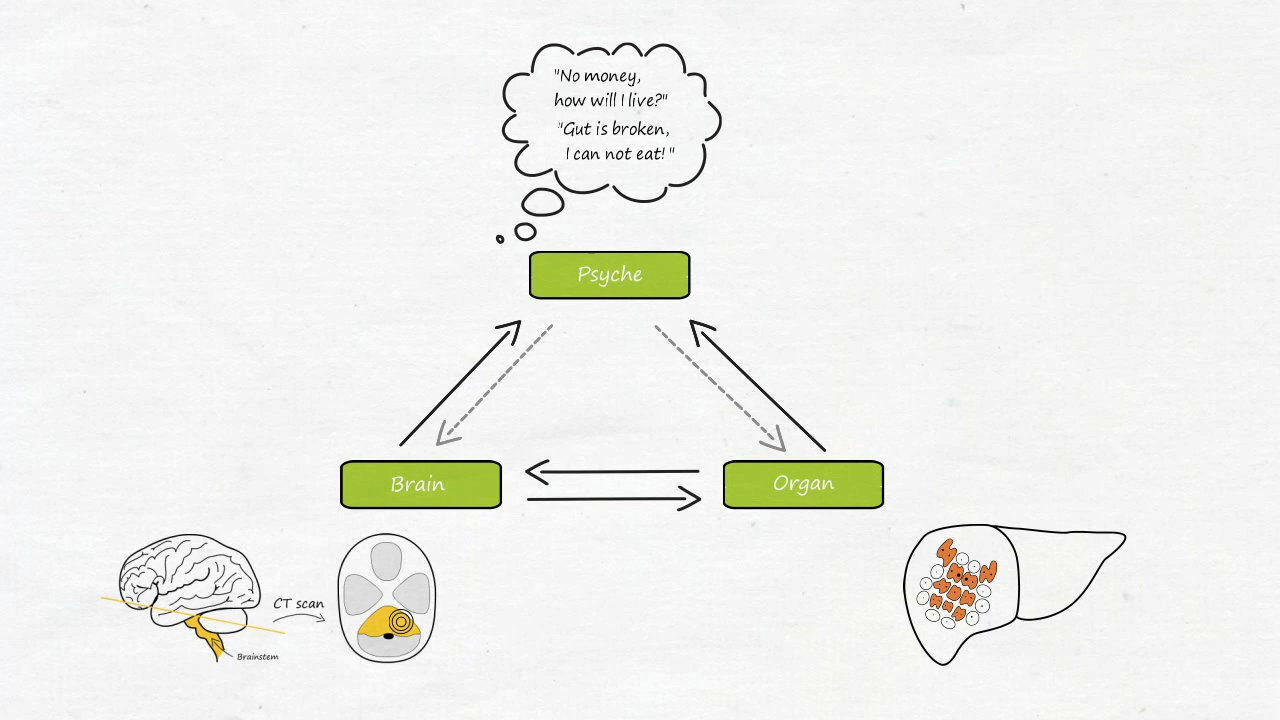 "No money,
how will I live?"
"Gut is broken,
I can not eat!"
Psyche
Brain
Organ
CT scan
Brainstem